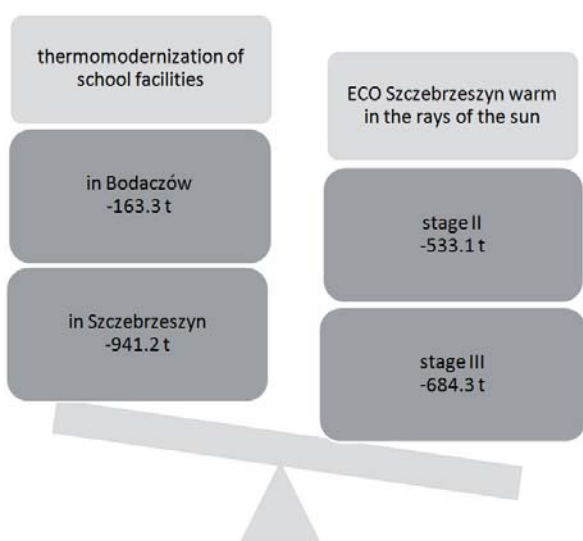 thermomodernization of
school facilities
in Bodaczów
-163.3 t
in Szczebrzeszyn
-941.2 t
ECO Szczebrzeszyn warm
in the rays of the sun
stage II
-533.1 t
stage III
-684.3 t